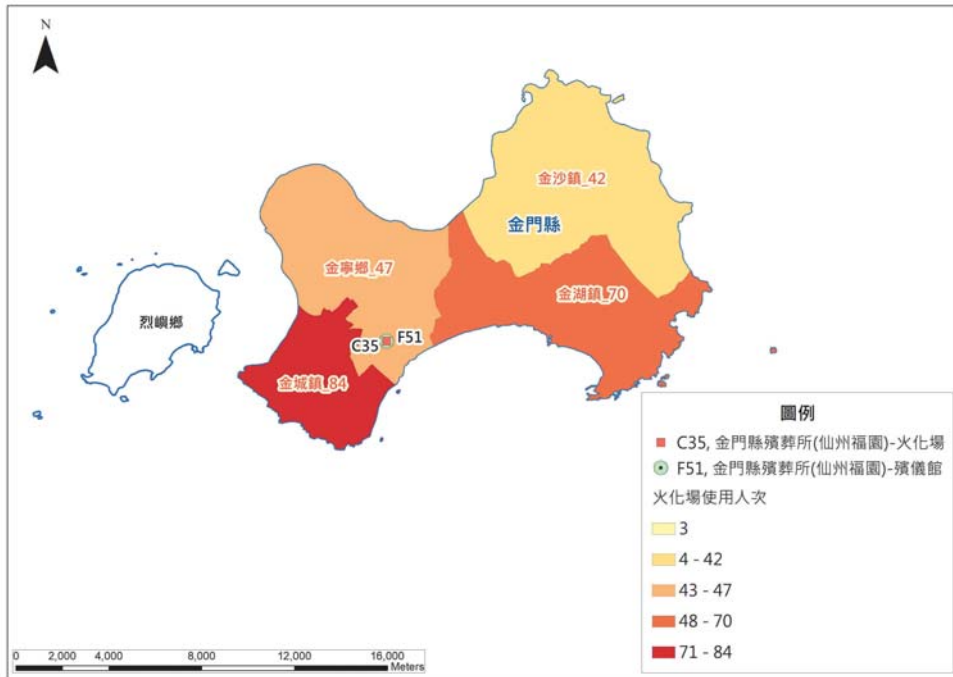 N
金沙鎮_42
金門縣
金寧鄉_47
金湖鎮_70
烈嶼鄉
C35
F51
金城鎮_84
圖例
C35, 金門縣殯葬所(仙州福園)-火化場
F51, 金門縣殯葬所(仙州福園)-殯儀館
火化場使用人次
3
4 - 42
43 - 47
48 - 70
71 - 84
0 2,000 4,000 8,000 12,000 16,000
Meters